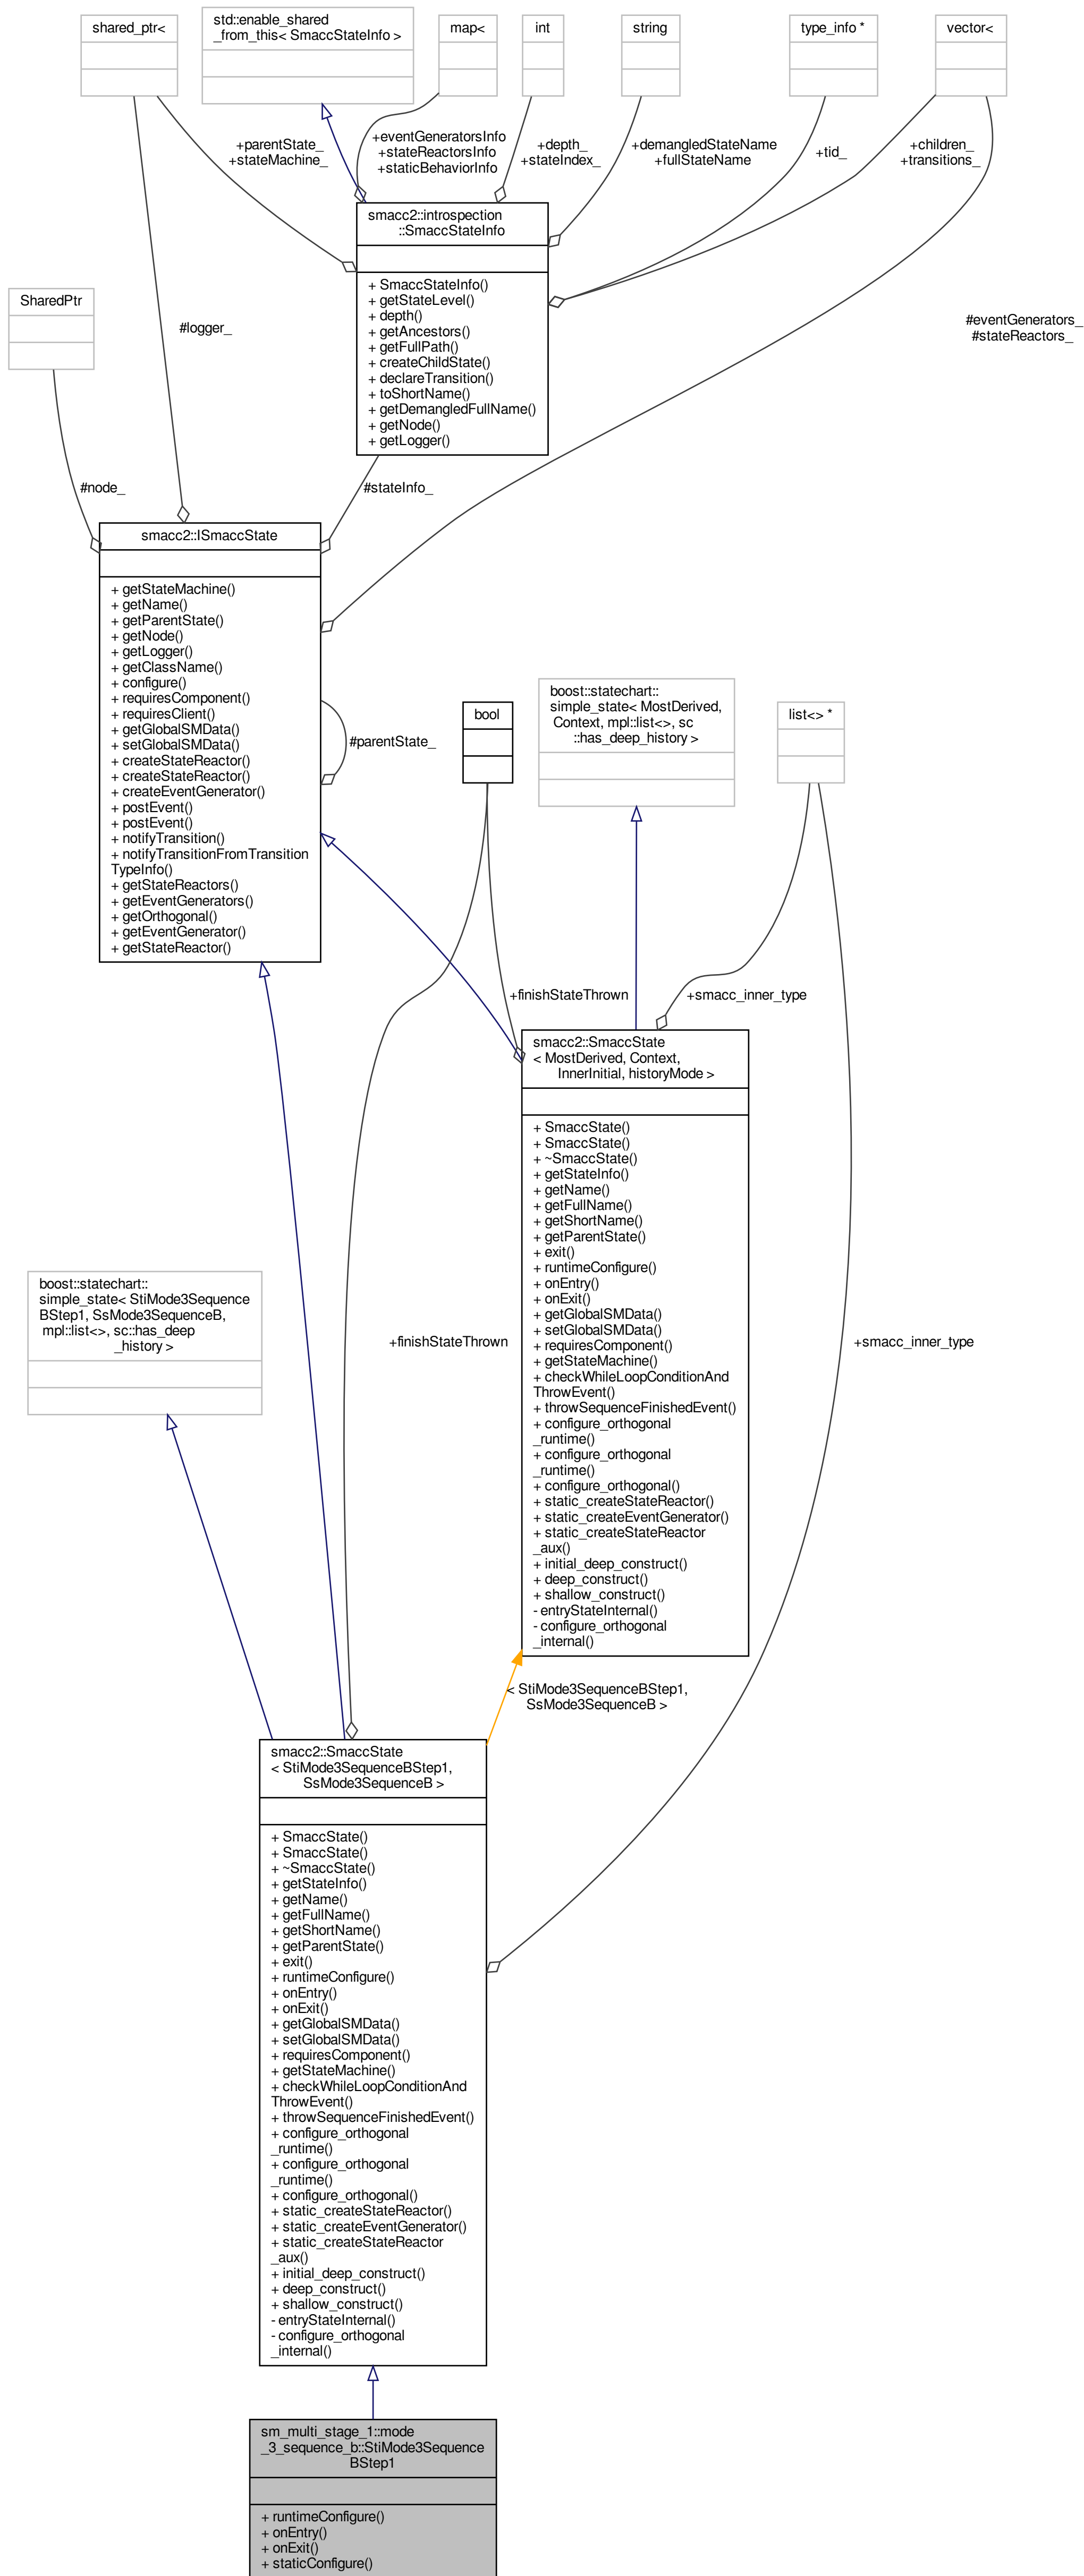 shared_ptr<
std::enable_shared
_from_this< SmaccStateInfo >
map<
int
string
type_info *
vector<
+parentState_
+stateMachine_
+eventGeneratorsInfo
+stateReactorsInfo
+staticBehaviorInfo
+depth_
+stateIndex_
+demangledStateName
+fullStateName
+tid_
+children_
+transitions_
smacc2::introspection
::SmaccStateInfo
+ SmaccStateInfo()
+ getStateLevel()
+ depth()
+ getAncestors()
+ getFullPath()
+ createChildState()
+ declareTransition()
+ toShortName()
+ getDemangledFullName()
+ getNode()
+ getLogger()
SharedPtr
#logger_
#eventGenerators_
#stateReactors_
#node_
#stateInfo_
smacc2::ISmaccState
+ getStateMachine()
+ getName()
+ getParentState()
+ getNode()
+ getLogger()
+ getClassName()
+ configure()
+ requiresComponent()
+ requiresClient()
+ getGlobalSMData()
+ setGlobalSMData()
+ createStateReactor()
+ createStateReactor()
+ createEventGenerator()
+ postEvent()
+ postEvent()
+ notifyTransition()
+ notifyTransitionFromTransition
TypeInfo()
+ getStateReactors()
+ getEventGenerators()
+ getOrthogonal()
+ getEventGenerator()
+ getStateReactor()
#parentState_
bool
boost::statechart::
simple_state< MostDerived,
Context, mpl::list<>, sc
::has_deep_history >
list<> *
+finishStateThrown
+smacc_inner_type
smacc2::SmaccState
< MostDerived, Context,
InnerInitial, historyMode >
+ SmaccState()
+ SmaccState()
+ ~SmaccState()
+ getStateInfo()
+ getName()
+ getFullName()
+ getShortName()
+ getParentState()
+ exit()
+ runtimeConfigure()
+ onEntry()
+ onExit()
+ getGlobalSMData()
+ setGlobalSMData()
+ requiresComponent()
+ getStateMachine()
+ checkWhileLoopConditionAnd
ThrowEvent()
+ throwSequenceFinishedEvent()
+ configure_orthogonal
_runtime()
+ configure_orthogonal
_runtime()
+ configure_orthogonal()
+ static_createStateReactor()
+ static_createEventGenerator()
+ static_createStateReactor
_aux()
+ initial_deep_construct()
+ deep_construct()
+ shallow_construct()
- entryStateInternal()
- configure_orthogonal
_internal()
boost::statechart::
simple_state< StiMode3Sequence
BStep1, SsMode3SequenceB,
mpl::list<>, sc::has_deep
_history >
+finishStateThrown
+smacc_inner_type
< StiMode3SequenceBStep1,
SsMode3SequenceB >
smacc2::SmaccState
< StiMode3SequenceBStep1,
SsMode3SequenceB >
+ SmaccState()
+ SmaccState()
+ ~SmaccState()
+ getStateInfo()
+ getName()
+ getFullName()
+ getShortName()
+ getParentState()
+ exit()
+ runtimeConfigure()
+ onEntry()
+ onExit()
+ getGlobalSMData()
+ setGlobalSMData()
+ requiresComponent()
+ getStateMachine()
+ checkWhileLoopConditionAnd
ThrowEvent()
+ throwSequenceFinishedEvent()
+ configure_orthogonal
_runtime()
+ configure_orthogonal
_runtime()
+ configure_orthogonal()
+ static_createStateReactor()
+ static_createEventGenerator()
+ static_createStateReactor
_aux()
+ initial_deep_construct()
+ deep_construct()
+ shallow_construct()
- entryStateInternal()
- configure_orthogonal
_internal()
sm_multi_stage_1::mode
_3_sequence_b::StiMode3Sequence
BStep1
+ runtimeConfigure()
+ onEntry()
+ onExit()
+ staticConfigure()